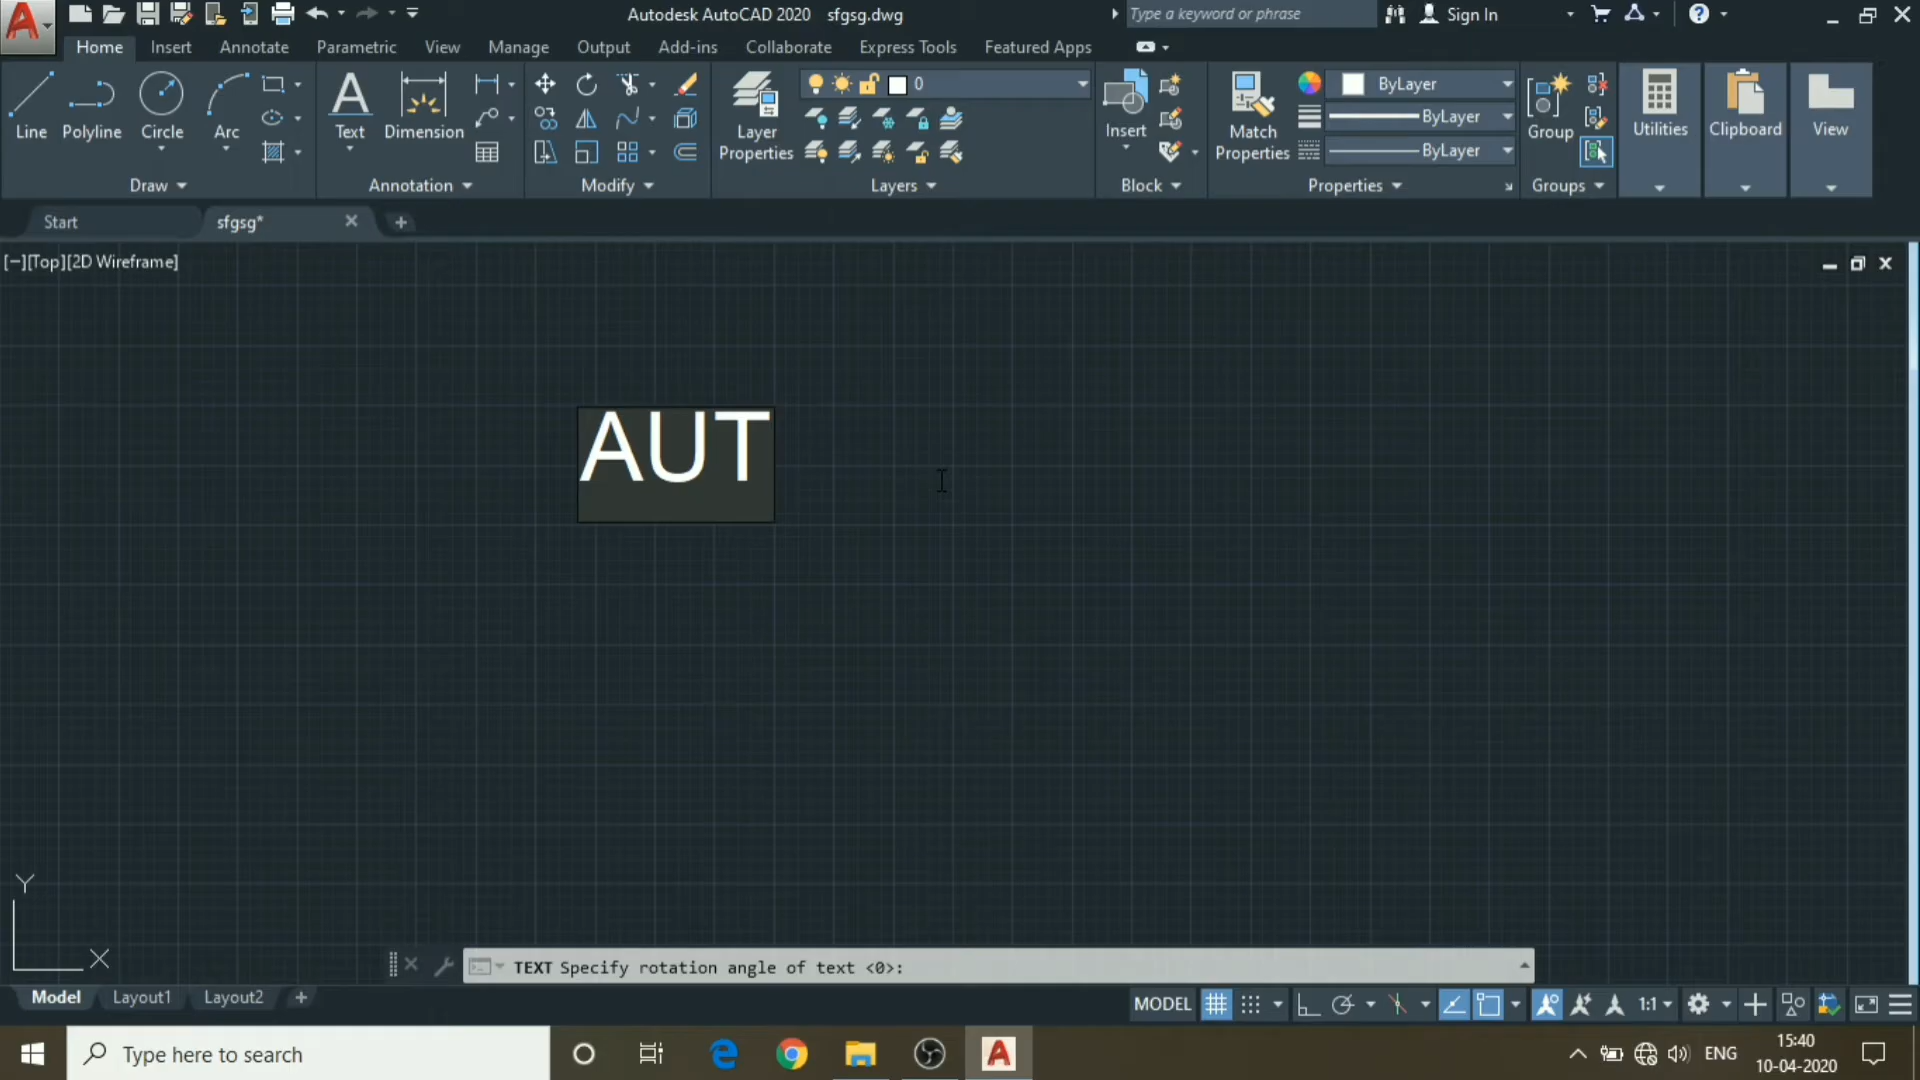 Autodesk AutoCAD 2020 sfgsg.dwg
Type a keyword or phrase
Sign In
Home Insert Annotate Parametric View Manage Output Add-ins Collaborate Express Tools Featured Apps
0
ByLayer
ByLayer
ByLayer
Line Polyline Circle Arc
Text Dimension
Layer
Properties
Insert
Match
Properties
Group
Utilities Clipboard View
Draw Annotation Modify Layers Block Properties Groups
Start sfgsg*
[−][Top][2D Wireframe]
AUT
Y
X
TEXT Specify rotation angle of text <0>:
Model Layout1 Layout2
MODEL 1:1
Type here to search
ENG
15:40
10-04-2020